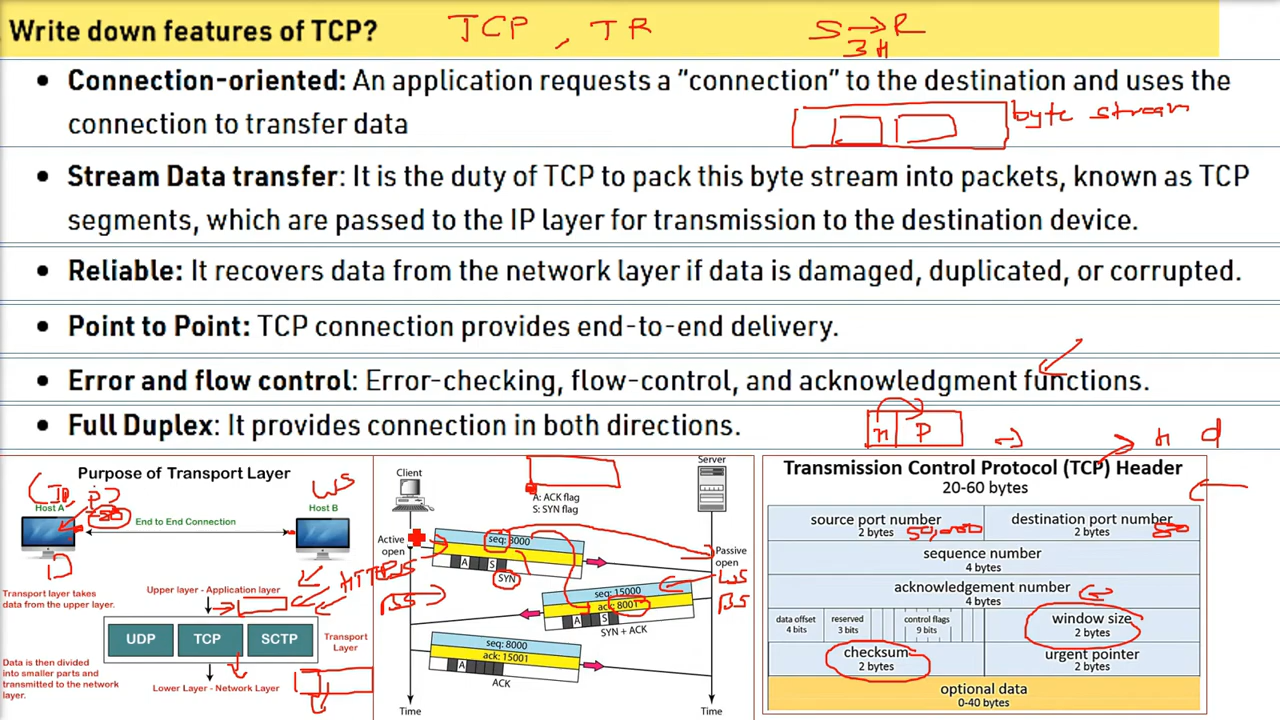 Write down features of TCP?
TCP, TR
S → R
3H
• Connection-oriented: An application requests a “connection” to the destination and uses the
connection to transfer data
byte stream
• Stream Data transfer: It is the duty of TCP to pack this byte stream into packets, known as TCP
segments, which are passed to the IP layer for transmission to the destination device.
• Reliable: It recovers data from the network layer if data is damaged, duplicated, or corrupted.
• Point to Point: TCP connection provides end-to-end delivery.
• Error and flow control: Error-checking, flow-control, and acknowledgment functions.
• Full Duplex: It provides connection in both directions.
H P
H d
Purpose of Transport Layer
(IP, P)
WS
Host A
Host B
End to End Connection
Upper layer - Application layer
HTTPS
Transport layer takes
data from the upper layer.
UDP
TCP
SCTP
Transport
Layer
Data is then divided
into smaller parts and
transmitted to the network
layer.
Lower Layer - Network Layer
Client
Server
A: ACK flag
S: SYN flag
Active
open
Passive
open
seq: 8000
A S
SYN
seq: 15000
ack: 8001
A S
SYN + ACK
WS
BS
BS
seq: 8000
ack: 15001
A
ACK
Time
Time
Transmission Control Protocol (TCP) Header
20-60 bytes
source port number
2 bytes
50,000
destination port number
2 bytes
sequence number
4 bytes
acknowledgement number
4 bytes
data offset
4 bits
reserved
3 bits
control flags
9 bits
window size
2 bytes
checksum
2 bytes
urgent pointer
2 bytes
optional data
0-40 bytes